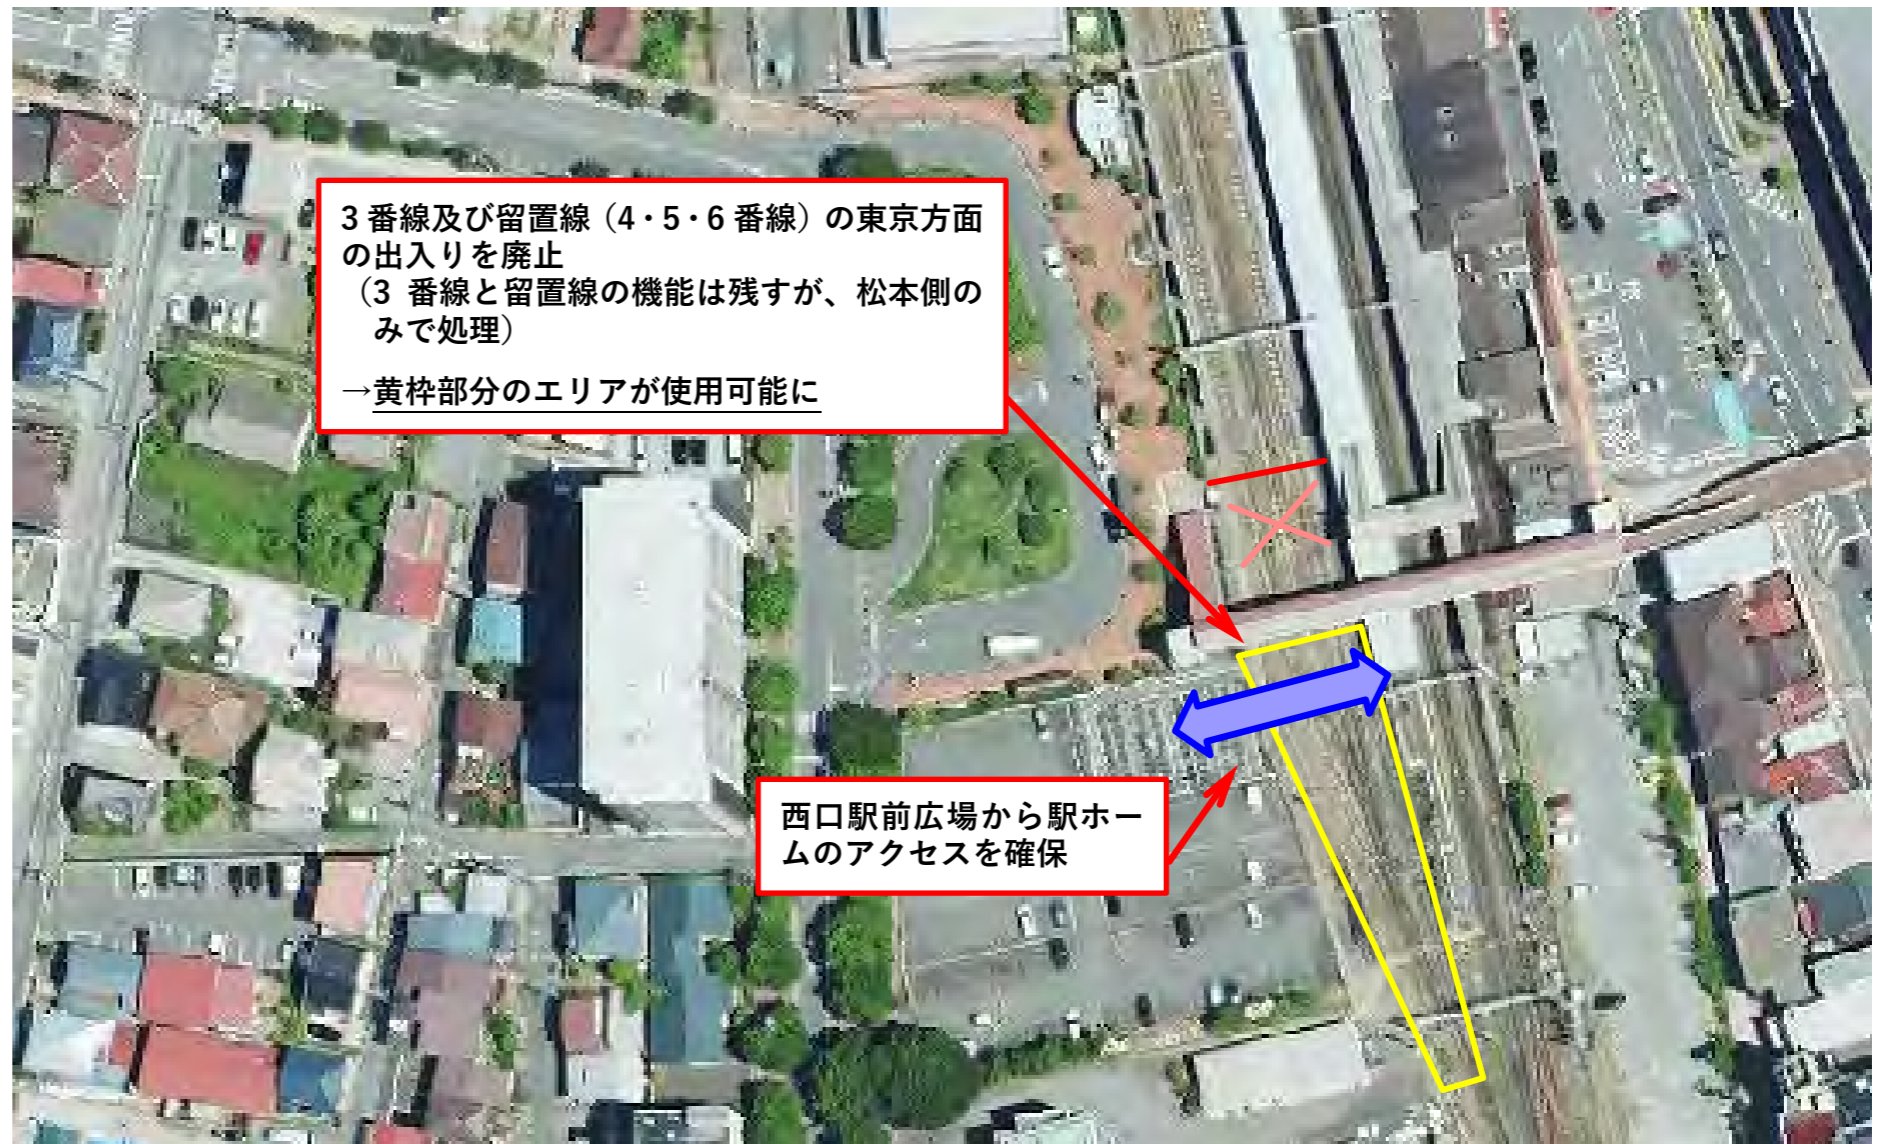 3番線及び留置線（4・5・6番線）の東京方面
の出入りを廃止
（3 番線と留置線の機能は残すが、松本側の
みで処理）
→黄枠部分のエリアが使用可能に
西口駅前広場から駅ホー
ムのアクセスを確保